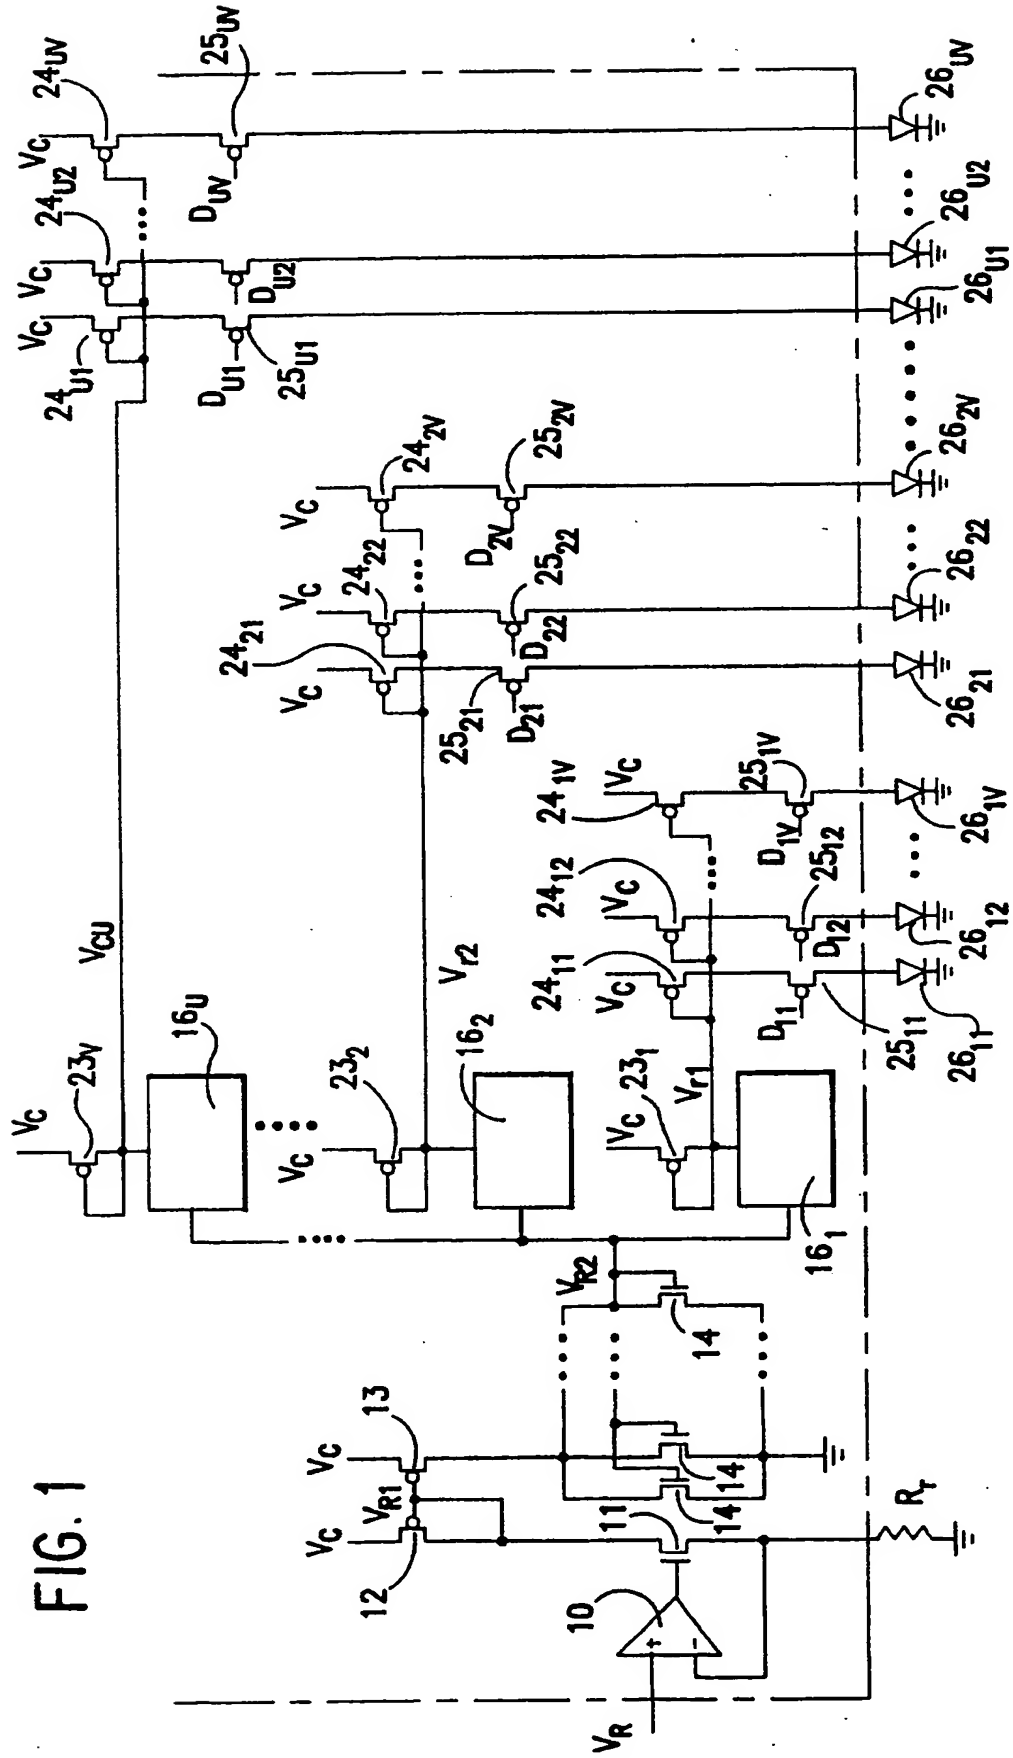 FIG. 1
V_C 23_V
V_CU
16_U
V_C 24_U1
V_C 24_U2
V_C 24_UV
D_U1 25_U1
D_U2
D_UV 25_UV
V_C 23_2
V_r2
16_2
V_C 24_21
V_C 24_22
V_C 24_2V
25_21 D_21
D_22 25_22
D_2V 25_2V
V_C 23_1
V_r1
16_1
V_C 24_11
V_C 24_12
V_C 24_1V
D_11 25_11
D_12 25_12
D_1V 25_1V
V_C 12
V_R1
V_C 13
V_R 10 + −
11
14
14
14
V_R2
R_r
26_11
26_12
26_1V
26_21
26_22
26_2V
26_U1
26_U2
26_UV